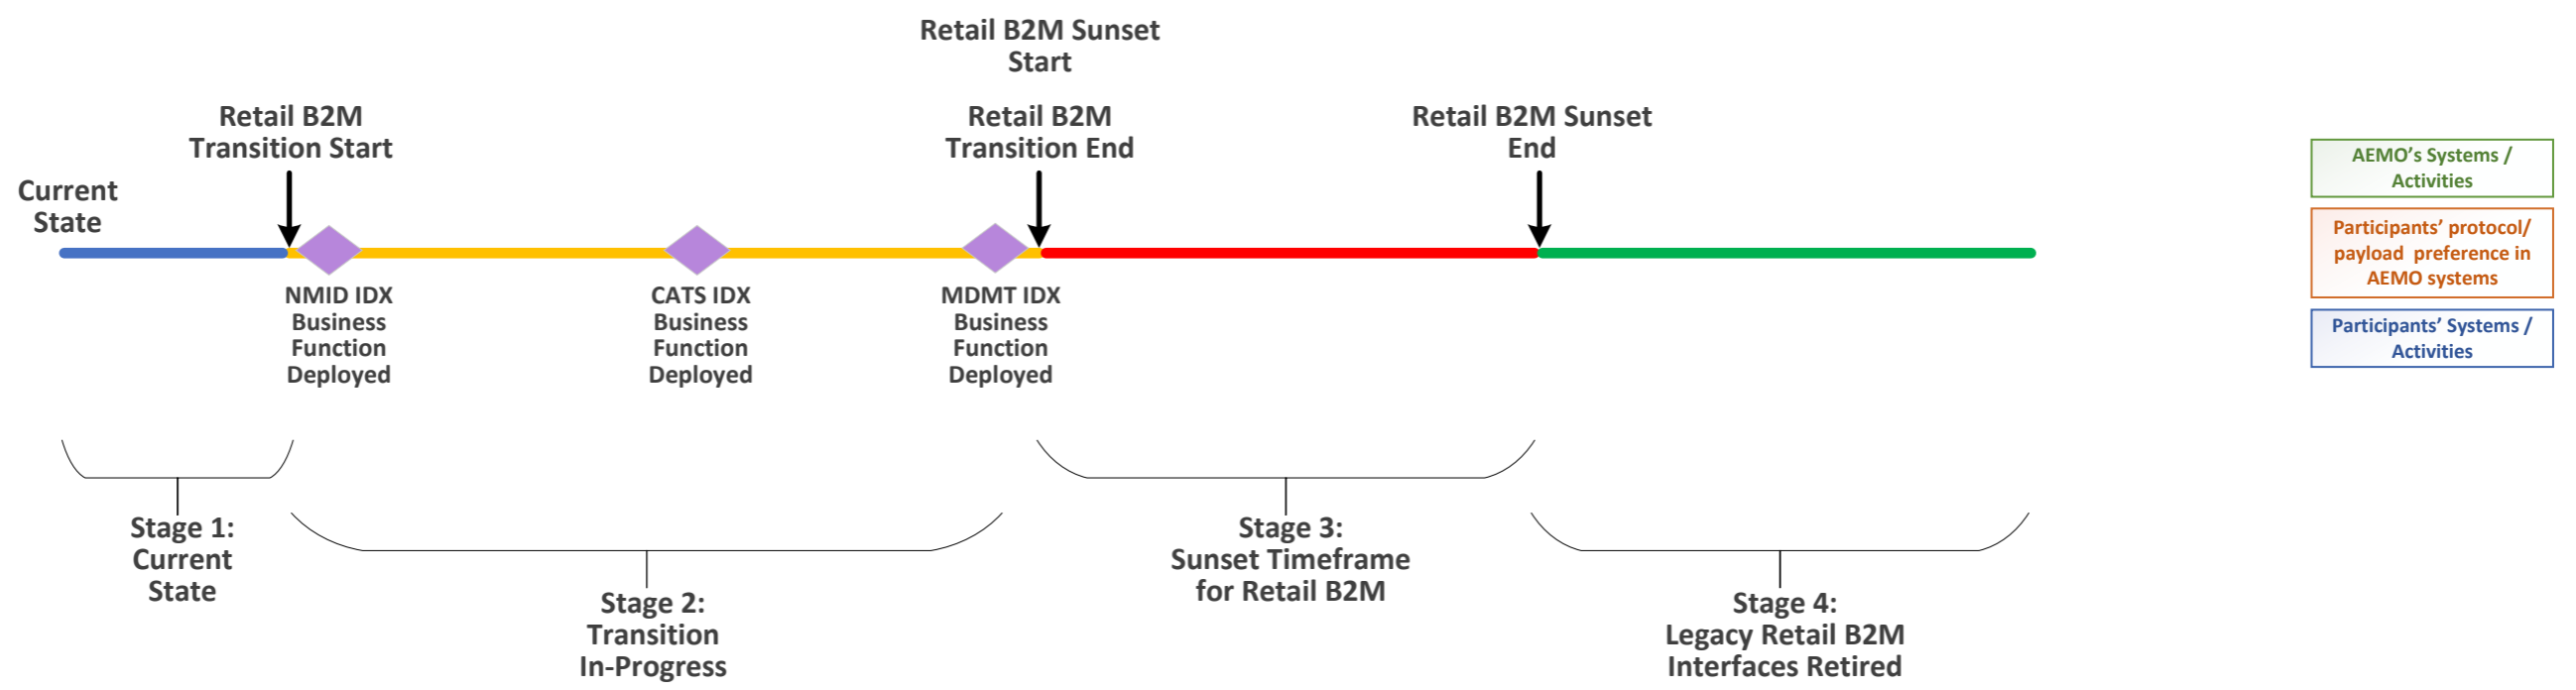 Retail B2M Sunset
Start
Retail B2M
Transition Start
Retail B2M
Transition End
Retail B2M Sunset
End
Current
State
NMID IDX
Business
Function
Deployed
CATS IDX
Business
Function
Deployed
MDMT IDX
Business
Function
Deployed
AEMO’s Systems /
Activities
Participants’ protocol/
payload preference in
AEMO systems
Participants’ Systems /
Activities
Stage 1:
Current
State
Stage 2:
Transition
In-Progress
Stage 3:
Sunset Timeframe
for Retail B2M
Stage 4:
Legacy Retail B2M
Interfaces Retired